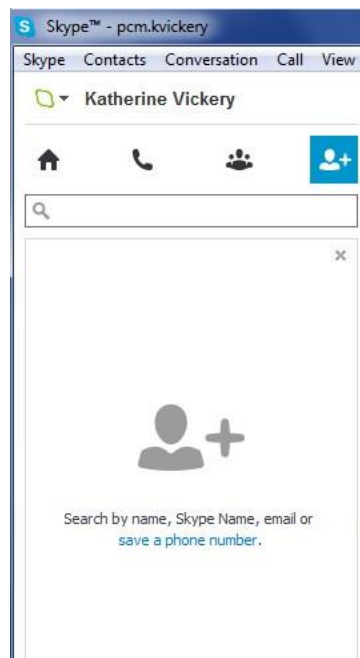 Skype™ - pcm.kvickery
Skype Contacts Conversation Call View
Katherine Vickery
Search by name, Skype Name, email or
save a phone number.